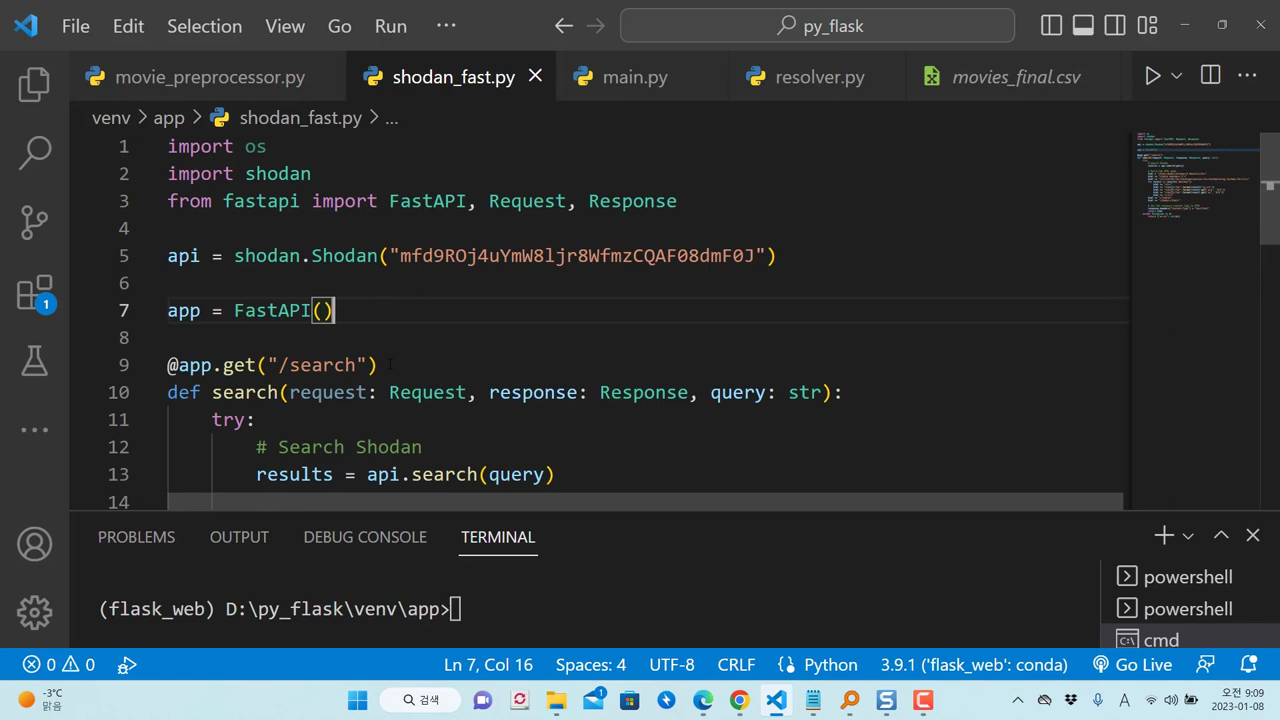 File Edit Selection View Go Run ··· py_flask
movie_preprocessor.py shodan_fast.py main.py resolver.py movies_final.csv
venv > app > shodan_fast.py > ...
1 import os
2 import shodan
3 from fastapi import FastAPI, Request, Response
4
5 api = shodan.Shodan("mfd9ROj4uYmW8ljr8WfmzCQAF08dmF0J")
6
7 app = FastAPI()
8
9 @app.get("/search")
10 def search(request: Request, response: Response, query: str):
11 try:
12 # Search Shodan
13 results = api.search(query)
14
1
PROBLEMS OUTPUT DEBUG CONSOLE TERMINAL
(flask_web) D:\py_flask\venv\app>
powershell
powershell
cmd
0 0 Ln 7, Col 16 Spaces: 4 UTF-8 CRLF Python 3.9.1 ('flask_web': conda) Go Live
-3°C
맑음
검색
1
A
오전 9:09
2023-01-08